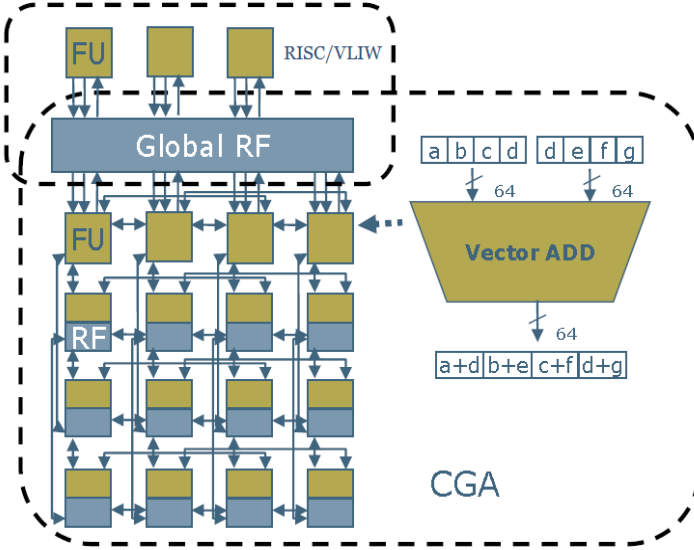 FU
RISC/VLIW
Global RF
a b c d
d e f g
64
64
FU
Vector ADD
RF
64
a+d b+e c+f d+g
CGA